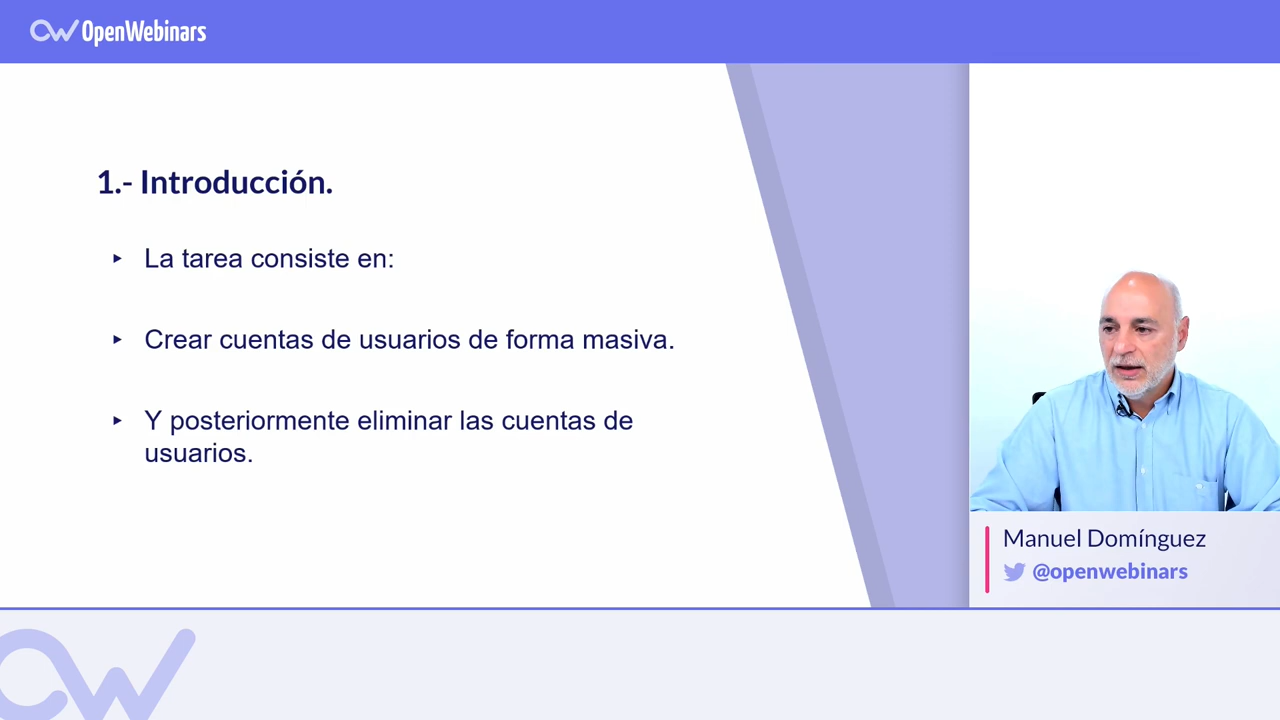 OpenWebinars
1.- Introducción.
La tarea consiste en:
Crear cuentas de usuarios de forma masiva.
Y posteriormente eliminar las cuentas de
usuarios.
Manuel Domínguez
@openwebinars